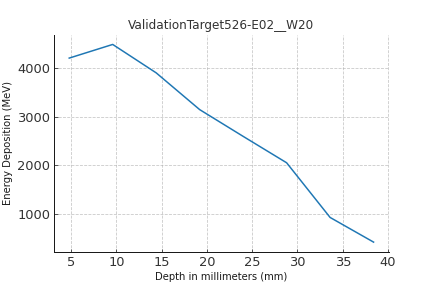 ValidationTarget526-E02__W20
Energy Deposition (MeV)
4000
3000
2000
1000
5 10 15 20 25 30 35 40
Depth in millimeters (mm)